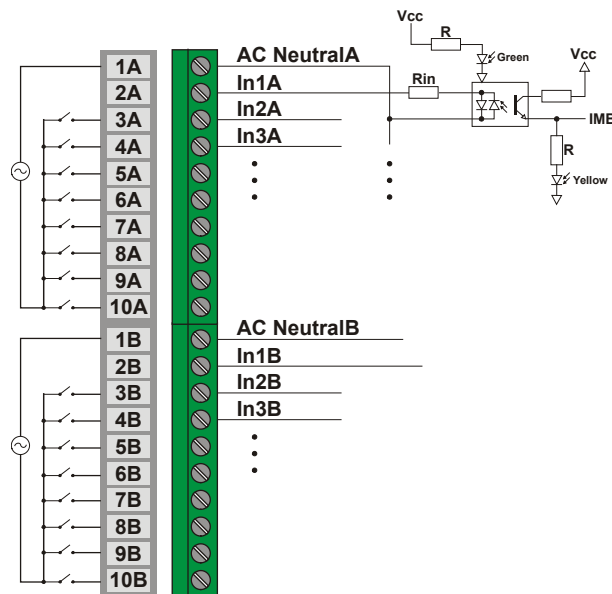 Vcc
R
Green
Vcc
1A
AC NeutralA
2A
In1A
Rin
3A
In2A
IMB
4A
In3A
R
5A
Yellow
6A
7A
8A
9A
10A
1B
AC NeutralB
2B
In1B
3B
In2B
4B
In3B
5B
6B
7B
8B
9B
10B